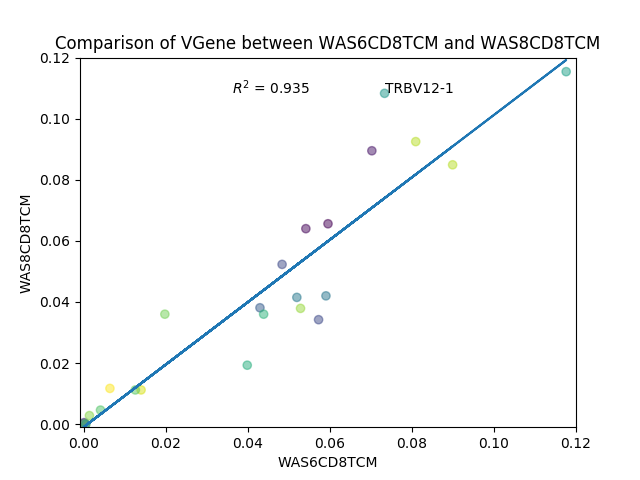 Comparison of VGene between WAS6CD8TCM and WAS8CD8TCM
0.12
R² = 0.935
TRBV12-1
0.10
0.08
0.06
0.04
0.02
0.00
WAS8CD8TCM
0.00 0.02 0.04 0.06 0.08 0.10 0.12
WAS6CD8TCM